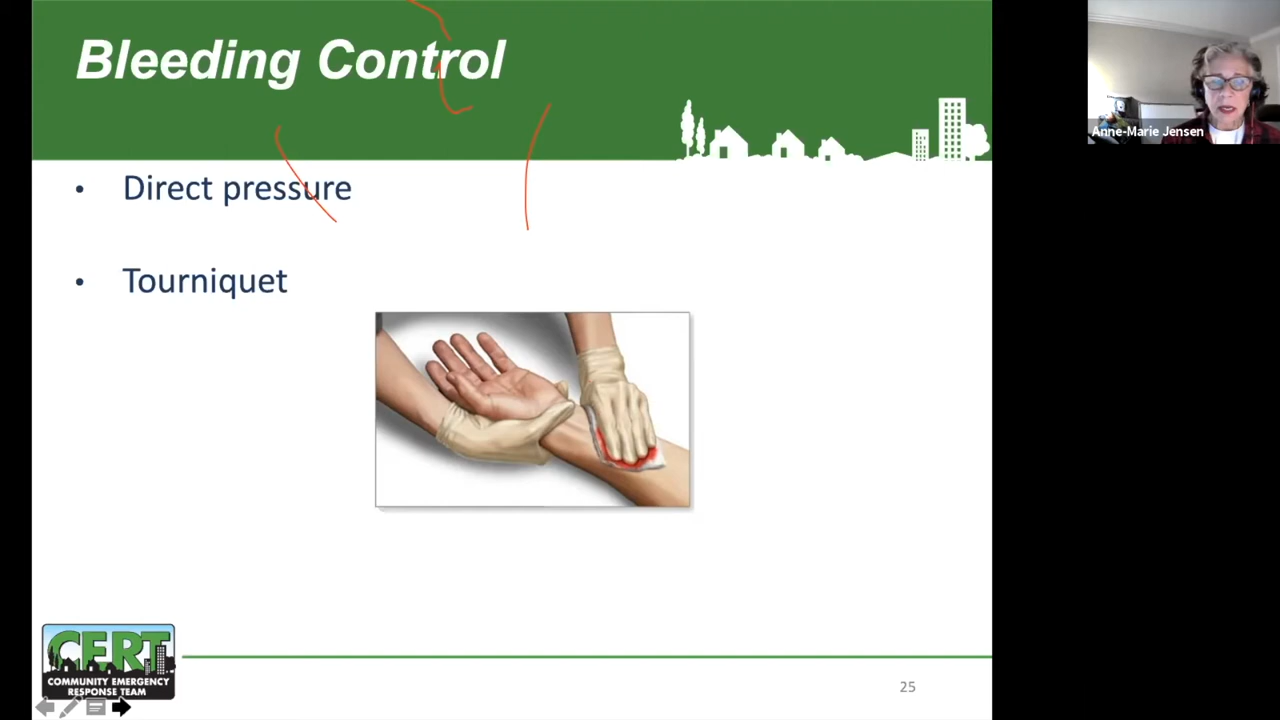 Bleeding Control
Anne-Marie Jensen
• Direct pressure
• Tourniquet
CERT
COMMUNITY EMERGENCY
RESPONSE TEAM
25